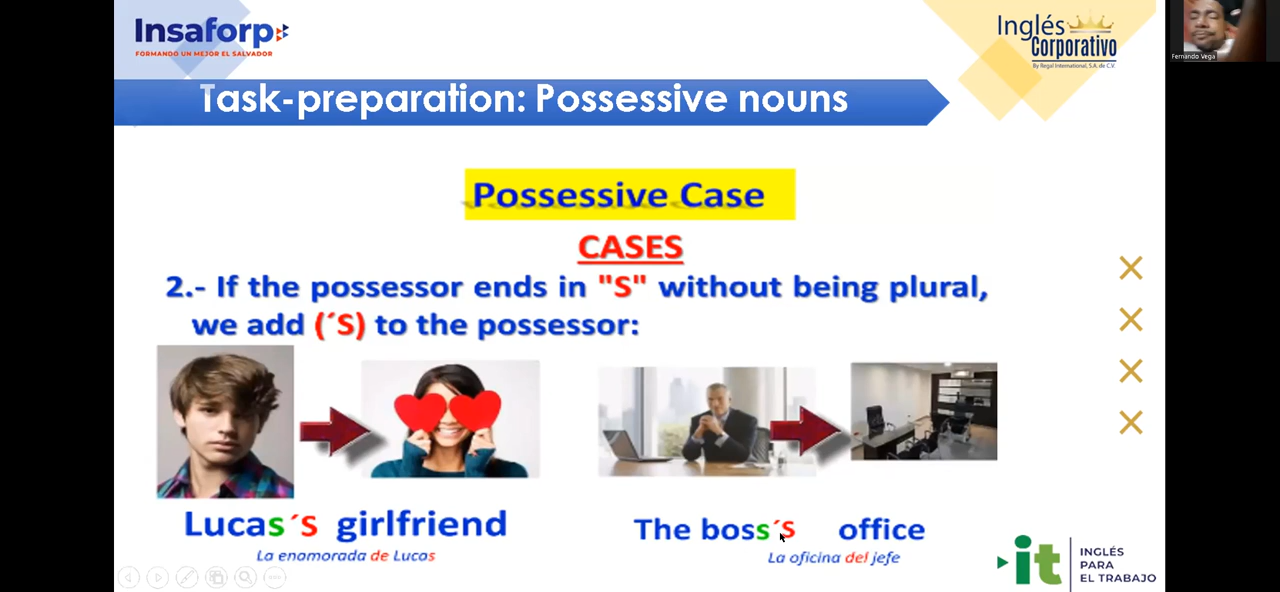 Insaforp
FORMANDO UN MEJOR EL SALVADOR
Inglés
Corporativo
By Regal International, S.A. de C.V.
Fernando Vega
Task-preparation: Possessive nouns
Possessive Case
CASES
2.- If the possessor ends in "S" without being plural,
we add (´S) to the possessor:
Lucas´s girlfriend
La enamorada de Lucas
The boss´s office
La oficina del jefe
it
INGLÉS
PARA
EL TRABAJO